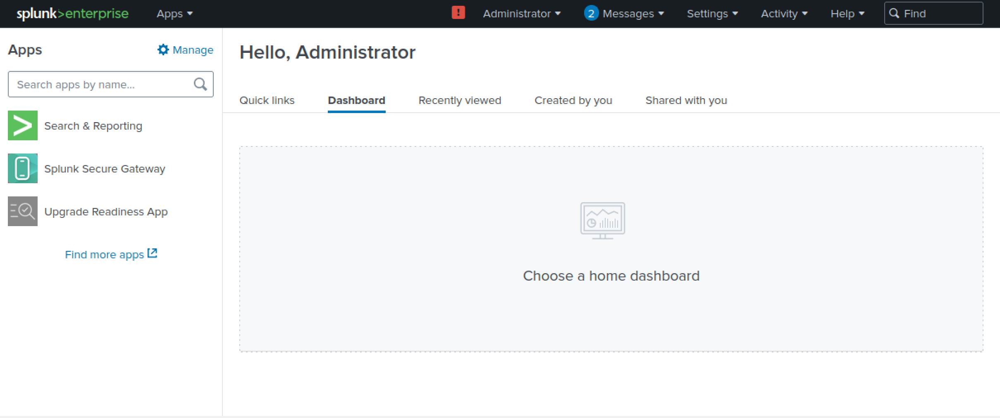 splunk>enterprise Apps ! Administrator 2 Messages Settings Activity Help Find
Apps Manage
Search apps by name...
Search & Reporting
Splunk Secure Gateway
Upgrade Readiness App
Find more apps
Hello, Administrator
Quick links Dashboard Recently viewed Created by you Shared with you
Choose a home dashboard